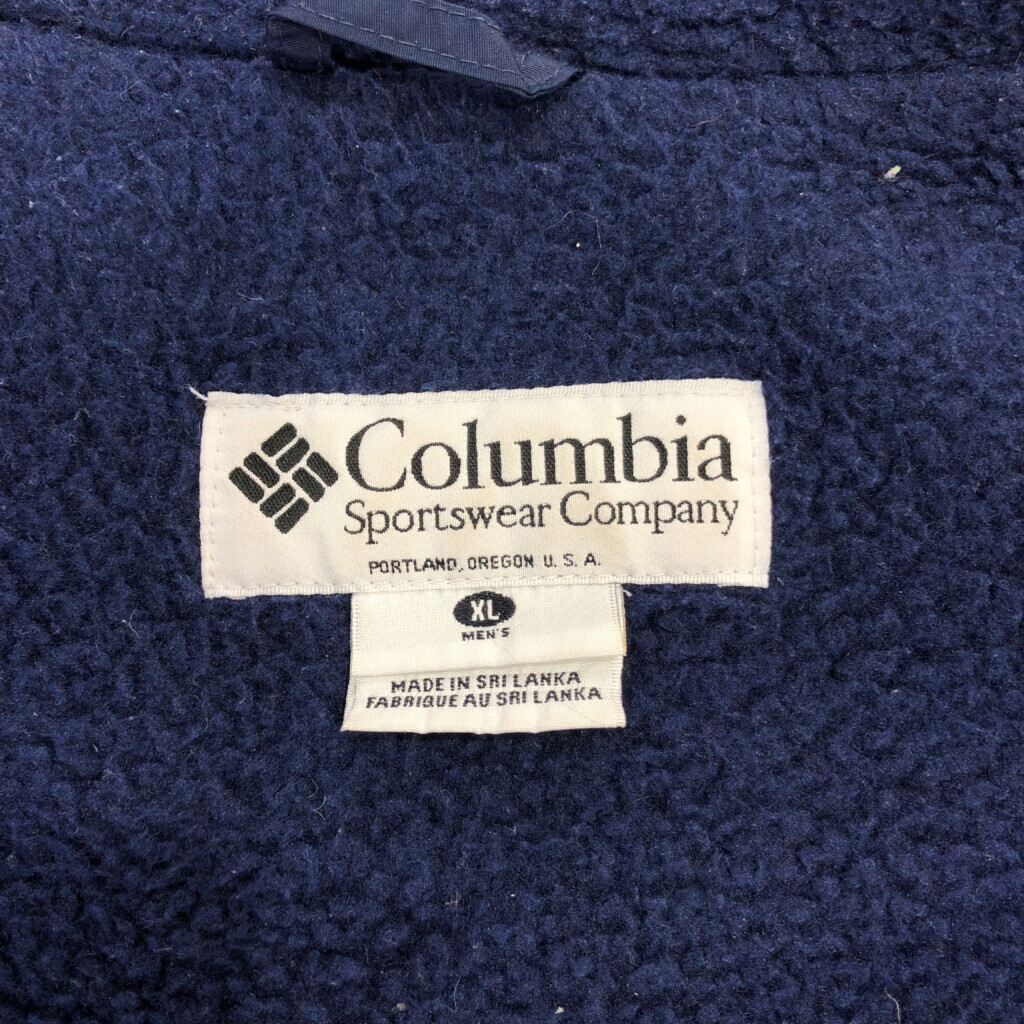 Columbia
Sportswear Company
PORTLAND, OREGON U. S. A.
XL
MEN'S
MADE IN SRI LANKA
FABRIQUE AU SRI LANKA